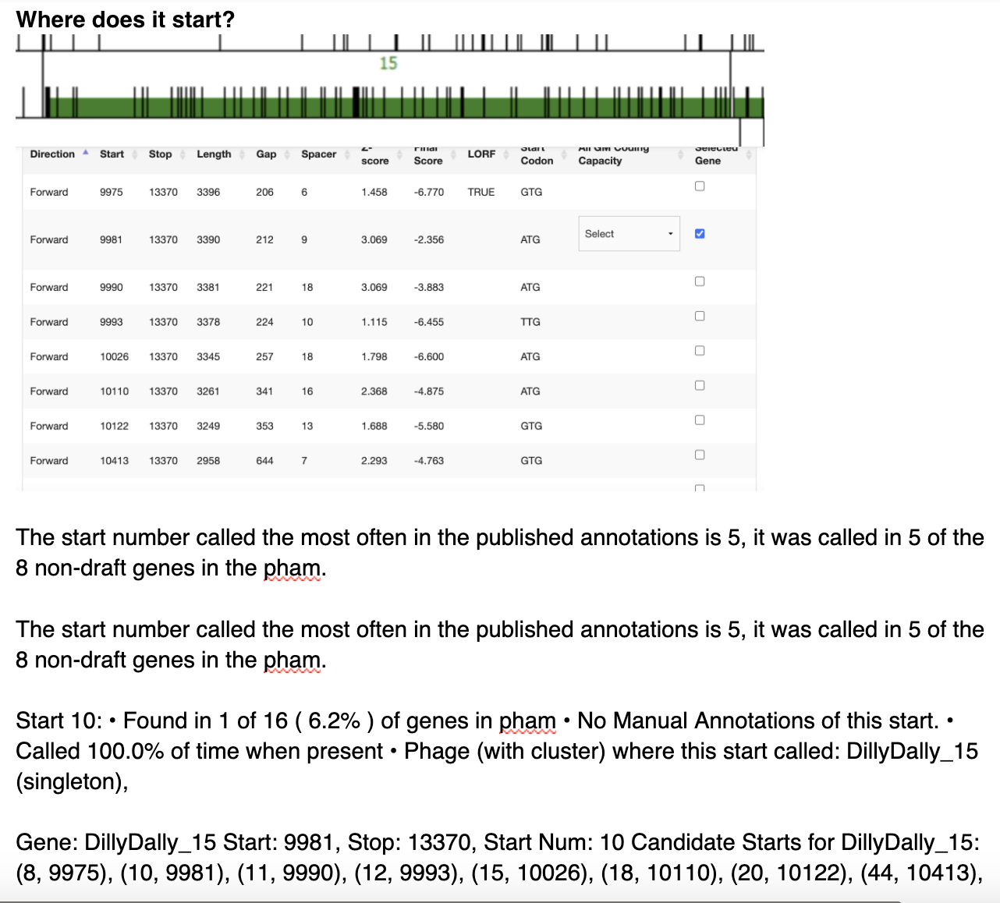 Where does it start?
15
Direction Start Stop Length Gap Spacer Z-score Final Score LORF Start Codon All GM Coding Capacity Selected Gene
Forward 9975 13370 3396 206 6 1.458 -6.770 TRUE GTG
Forward 9981 13370 3390 212 9 3.069 -2.356 ATG Select
Forward 9990 13370 3381 221 18 3.069 -3.883 ATG
Forward 9993 13370 3378 224 10 1.115 -6.455 TTG
Forward 10026 13370 3345 257 18 1.798 -6.600 ATG
Forward 10110 13370 3261 341 16 2.368 -4.875 ATG
Forward 10122 13370 3249 353 13 1.688 -5.580 GTG
Forward 10413 13370 2958 644 7 2.293 -4.763 GTG
The start number called the most often in the published annotations is 5, it was called in 5 of the
8 non-draft genes in the pham.
The start number called the most often in the published annotations is 5, it was called in 5 of the
8 non-draft genes in the pham.
Start 10: • Found in 1 of 16 ( 6.2% ) of genes in pham • No Manual Annotations of this start. •
Called 100.0% of time when present • Phage (with cluster) where this start called: DillyDally_15
(singleton),
Gene: DillyDally_15 Start: 9981, Stop: 13370, Start Num: 10 Candidate Starts for DillyDally_15:
(8, 9975), (10, 9981), (11, 9990), (12, 9993), (15, 10026), (18, 10110), (20, 10122), (44, 10413),